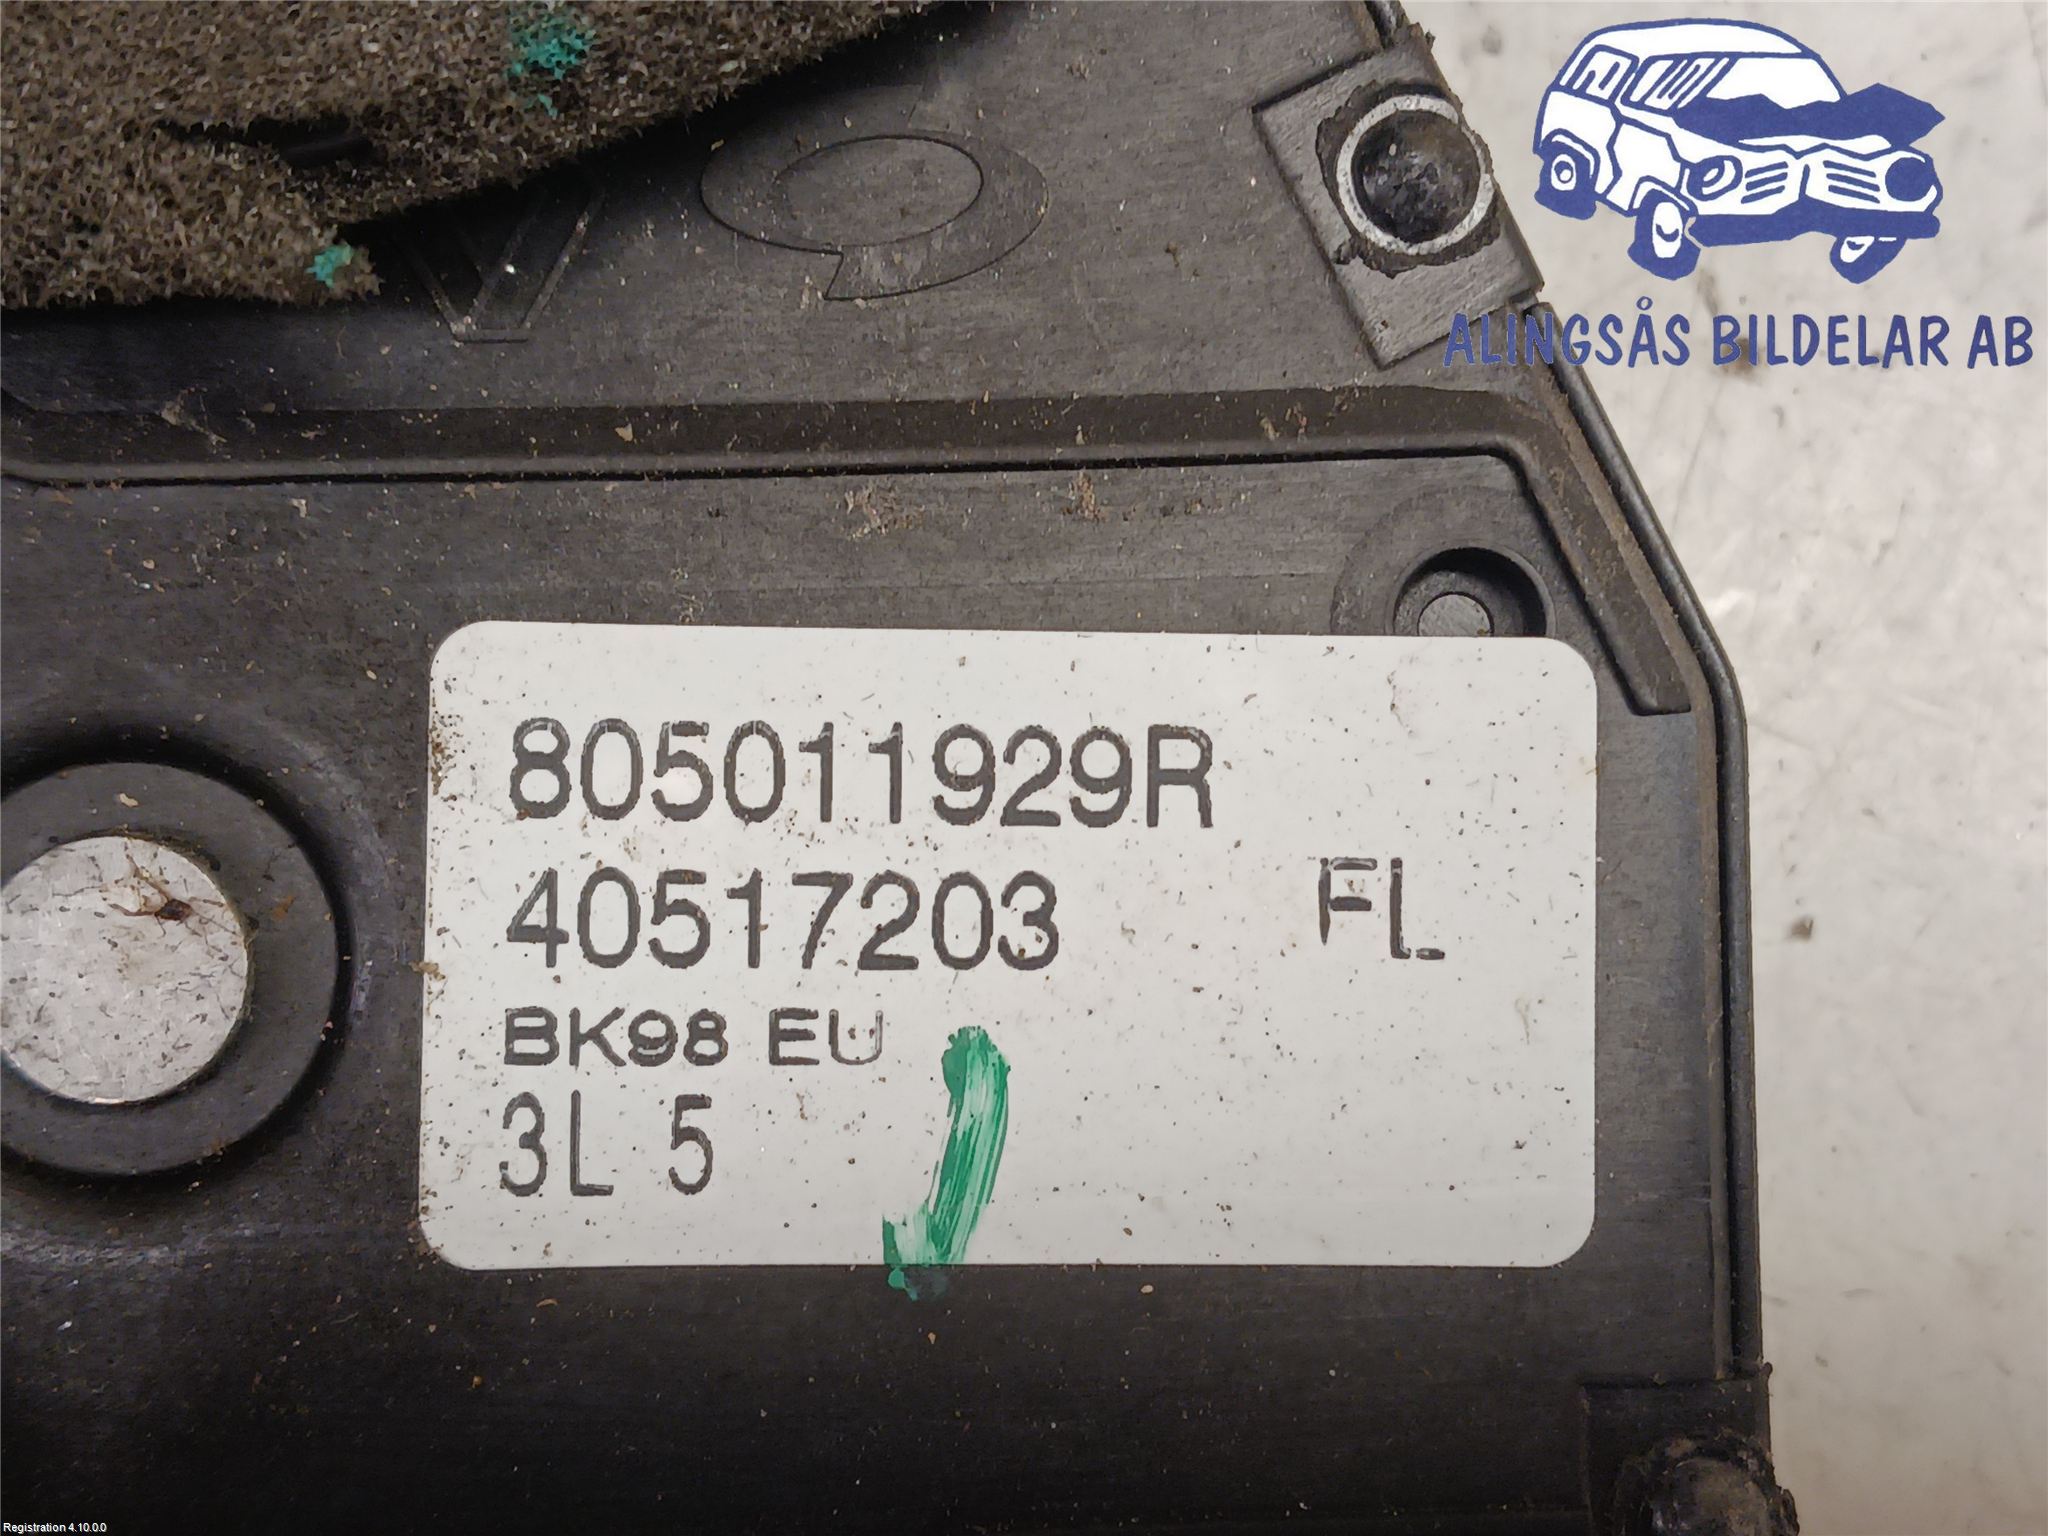 ALINGSÅS BILDELAR AB
805011929R
40517203 FL
BK98 EU
3L 5
Registration 4.10.0.0